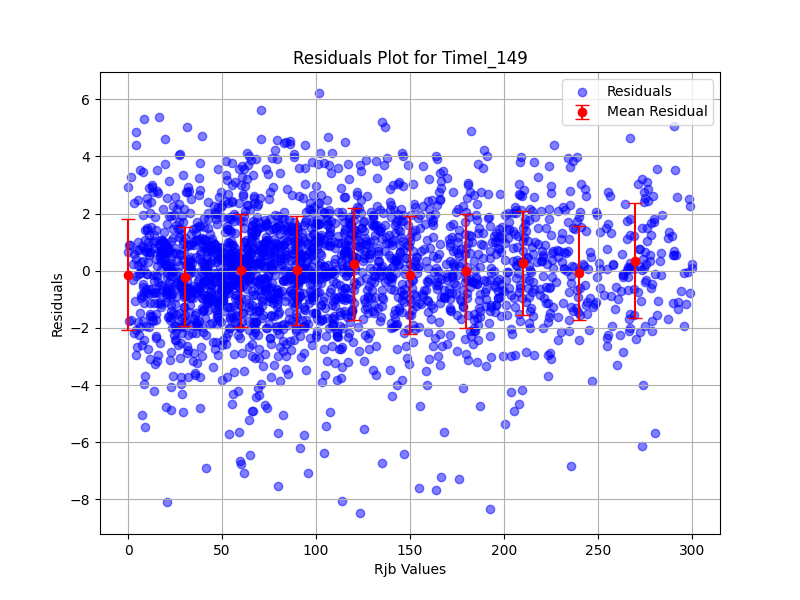 Residuals Plot for TimeI_149
Residuals
Mean Residual
6
4
2
0
−2
−4
−6
−8
Residuals
0 50 100 150 200 250 300
Rjb Values